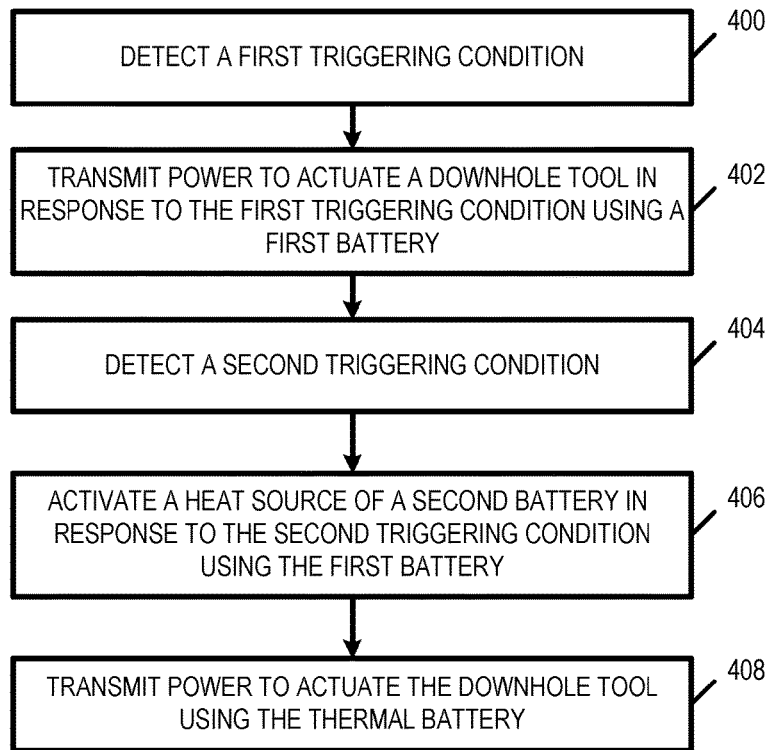 400
DETECT A FIRST TRIGGERING CONDITION
402
TRANSMIT POWER TO ACTUATE A DOWNHOLE TOOL IN
RESPONSE TO THE FIRST TRIGGERING CONDITION USING A
FIRST BATTERY
404
DETECT A SECOND TRIGGERING CONDITION
406
ACTIVATE A HEAT SOURCE OF A SECOND BATTERY IN
RESPONSE TO THE SECOND TRIGGERING CONDITION
USING THE FIRST BATTERY
408
TRANSMIT POWER TO ACTUATE THE DOWNHOLE TOOL
USING THE THERMAL BATTERY